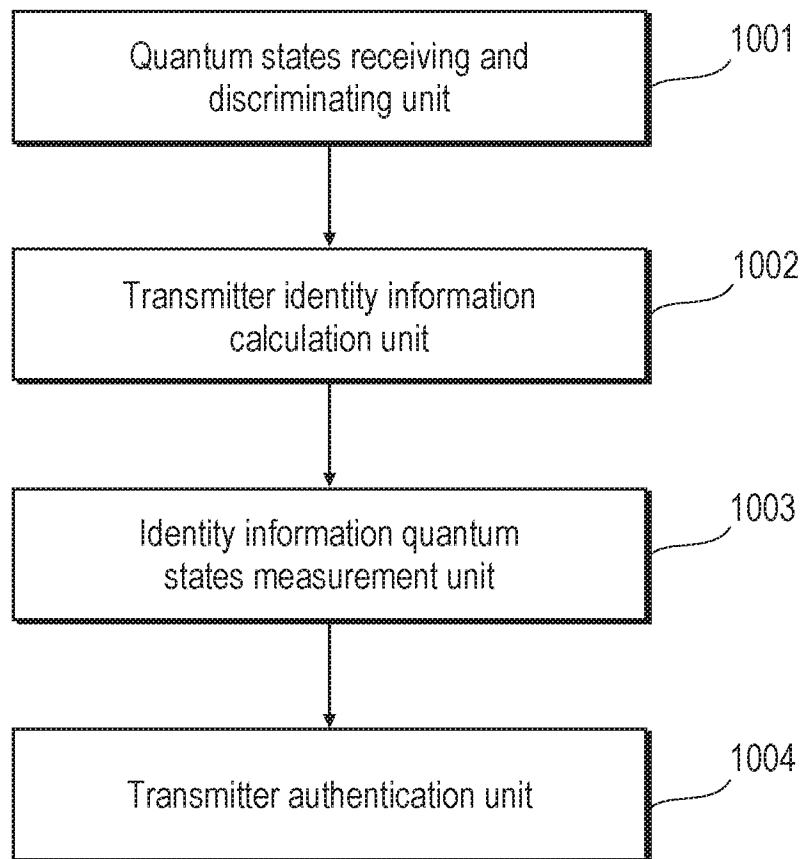 1001
Quantum states receiving and
discriminating unit
1002
Transmitter identity information
calculation unit
1003
Identity information quantum
states measurement unit
1004
Transmitter authentication unit